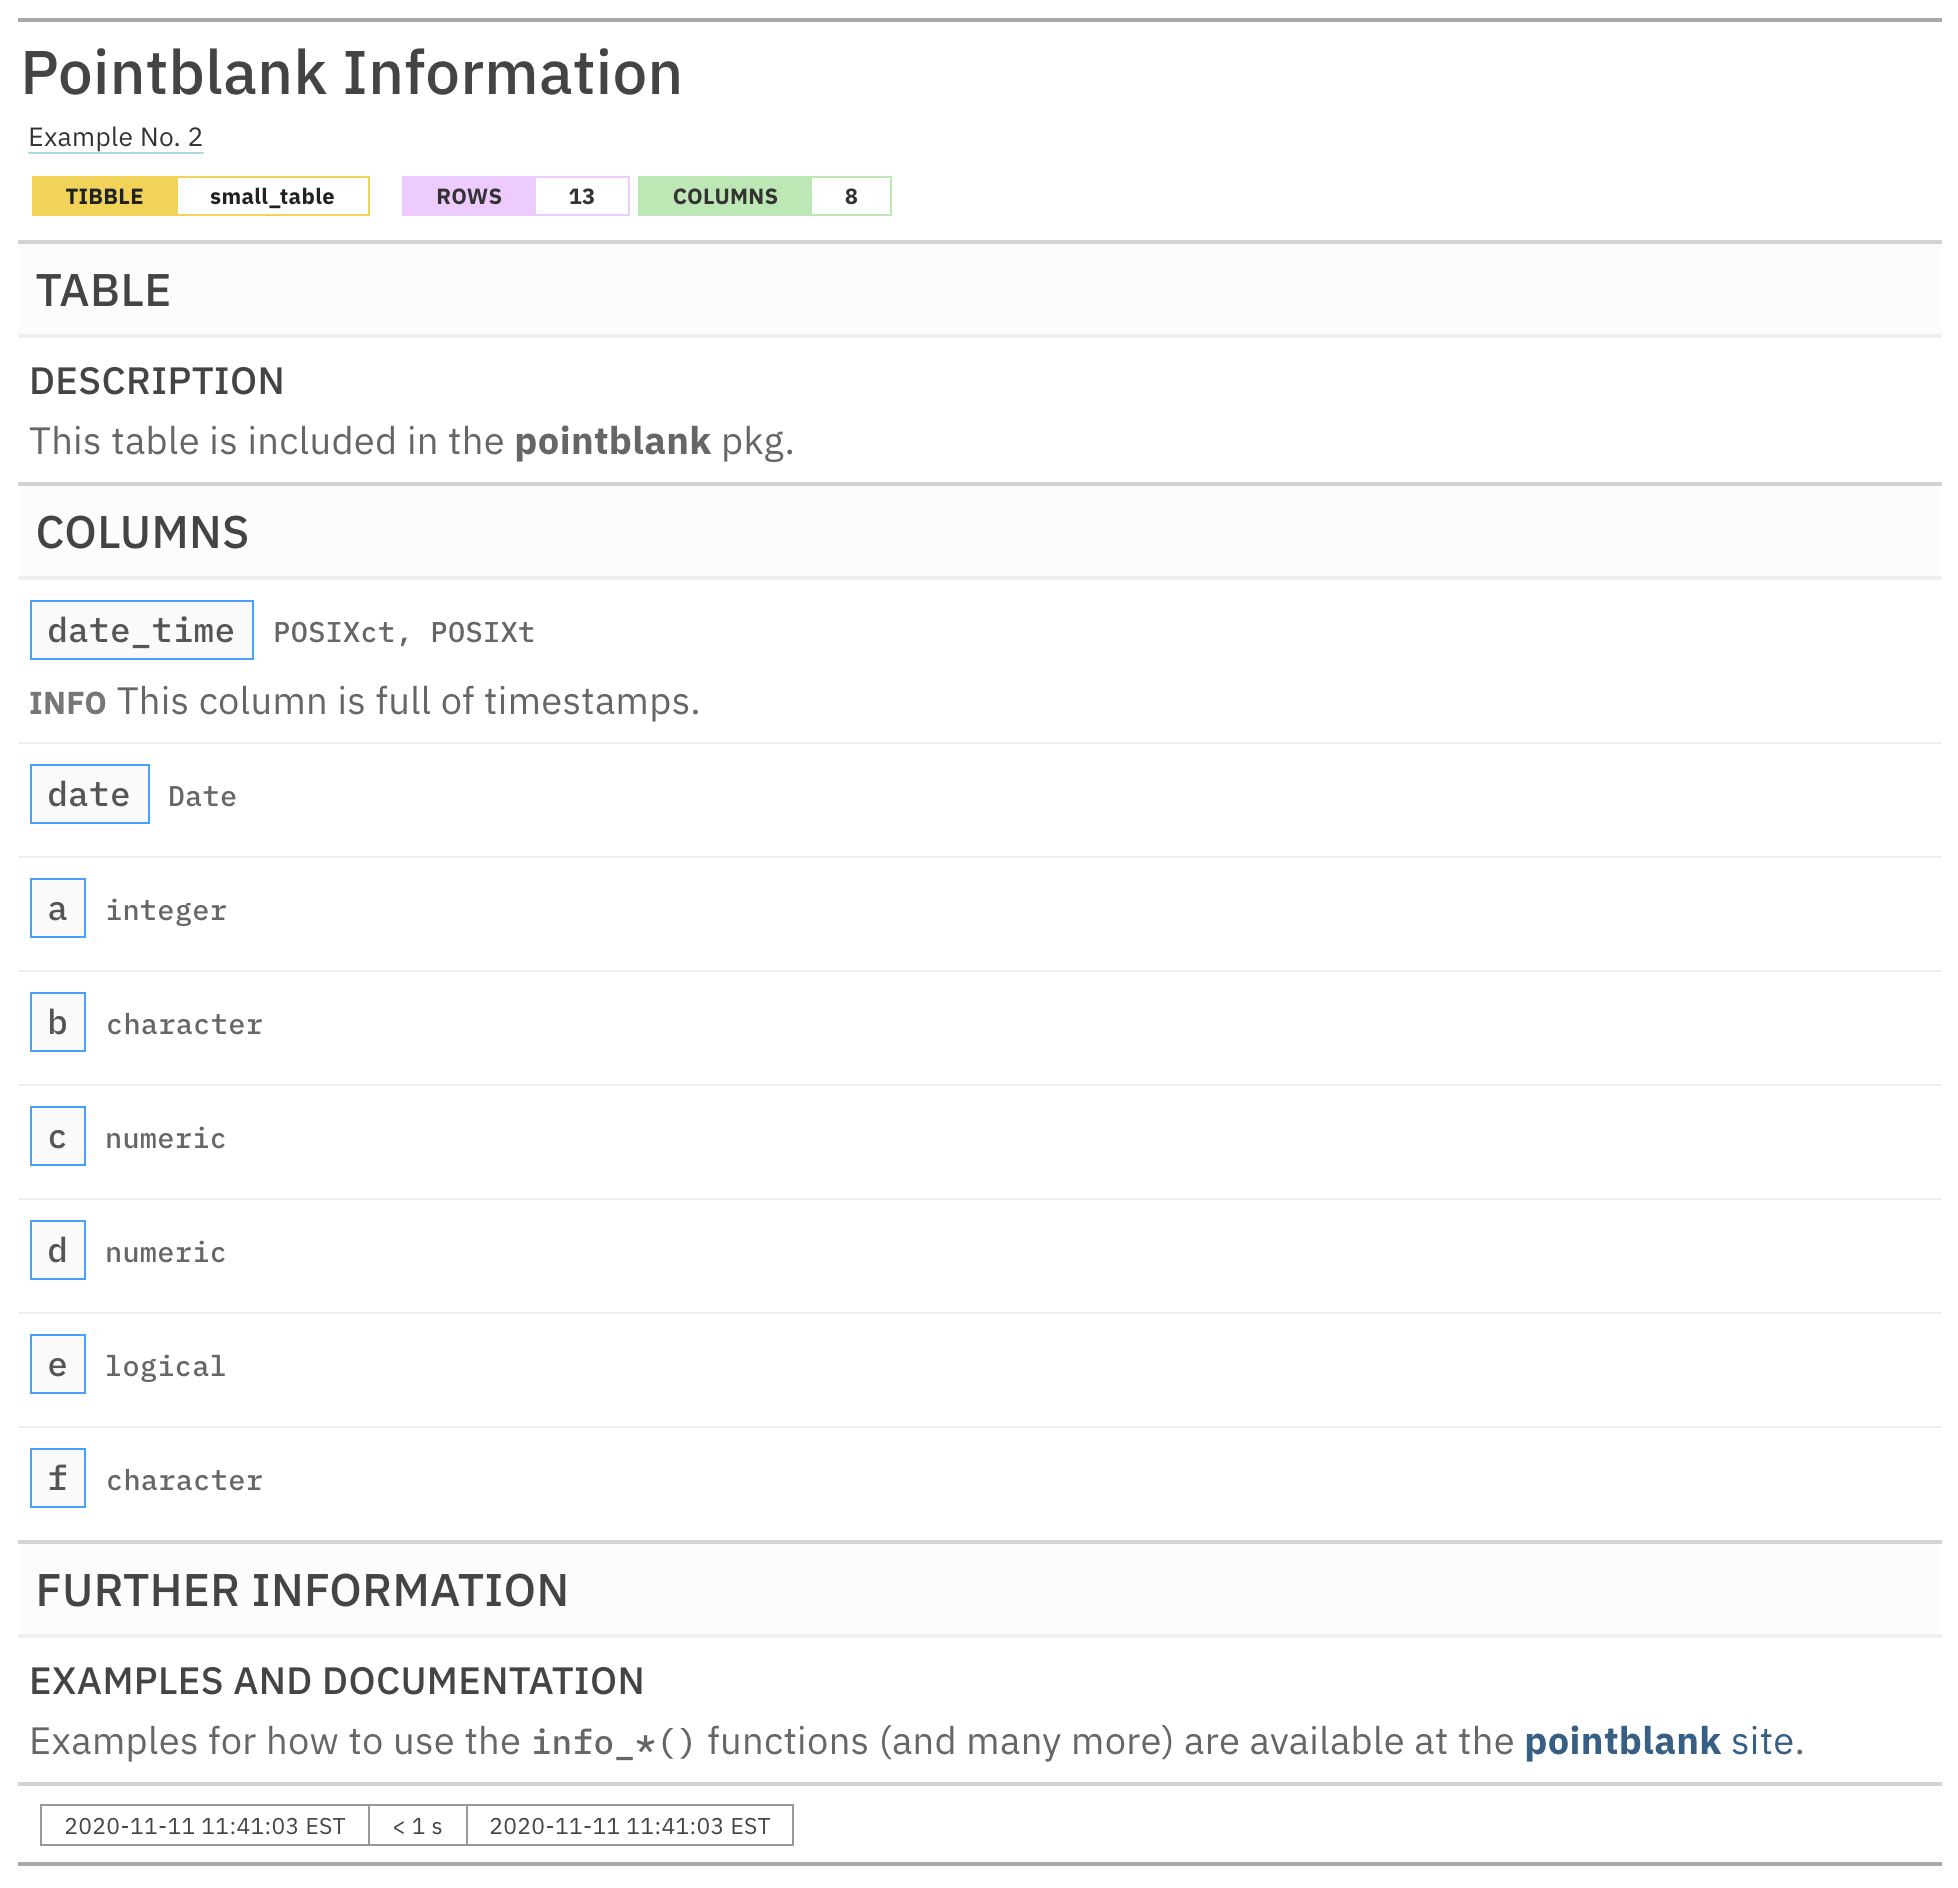 Pointblank Information
Example No. 2
TIBBLE small_table ROWS 13 COLUMNS 8
TABLE
DESCRIPTION
This table is included in the pointblank pkg.
COLUMNS
date_time POSIXct, POSIXt
INFO This column is full of timestamps.
date Date
a integer
b character
c numeric
d numeric
e logical
f character
FURTHER INFORMATION
EXAMPLES AND DOCUMENTATION
Examples for how to use the info_*() functions (and many more) are available at the pointblank site.
2020-11-11 11:41:03 EST < 1 s 2020-11-11 11:41:03 EST